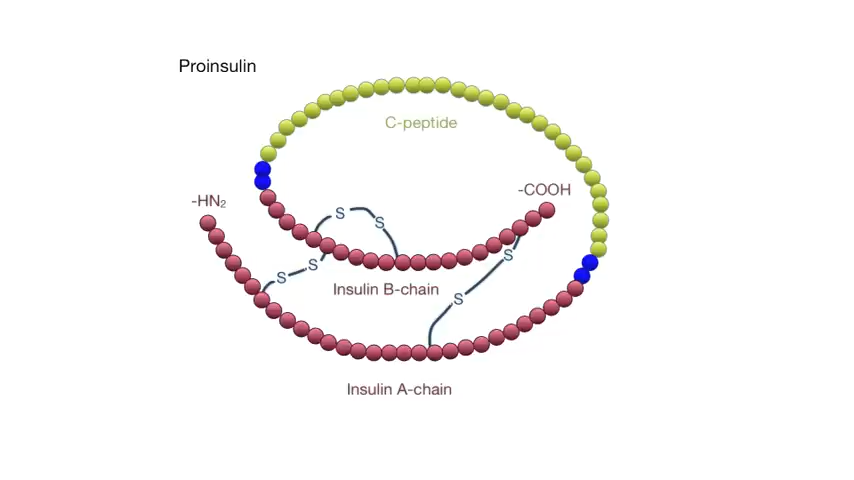 Proinsulin
C-peptide
-HN₂
-COOH
S
S
S
S
S
S
Insulin B-chain
Insulin A-chain